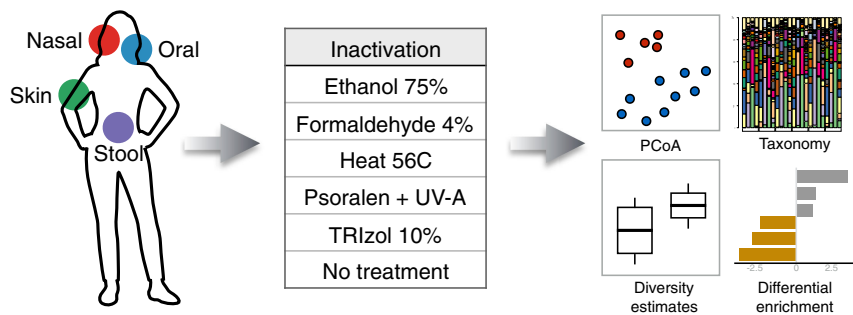 Nasal
Oral
Skin
Stool
Inactivation
Ethanol 75%
Formaldehyde 4%
Heat 56C
Psoralen + UV-A
TRIzol 10%
No treatment
PCoA
Taxonomy
-2.5 0 2.5
Diversity
estimates
Differential
enrichment